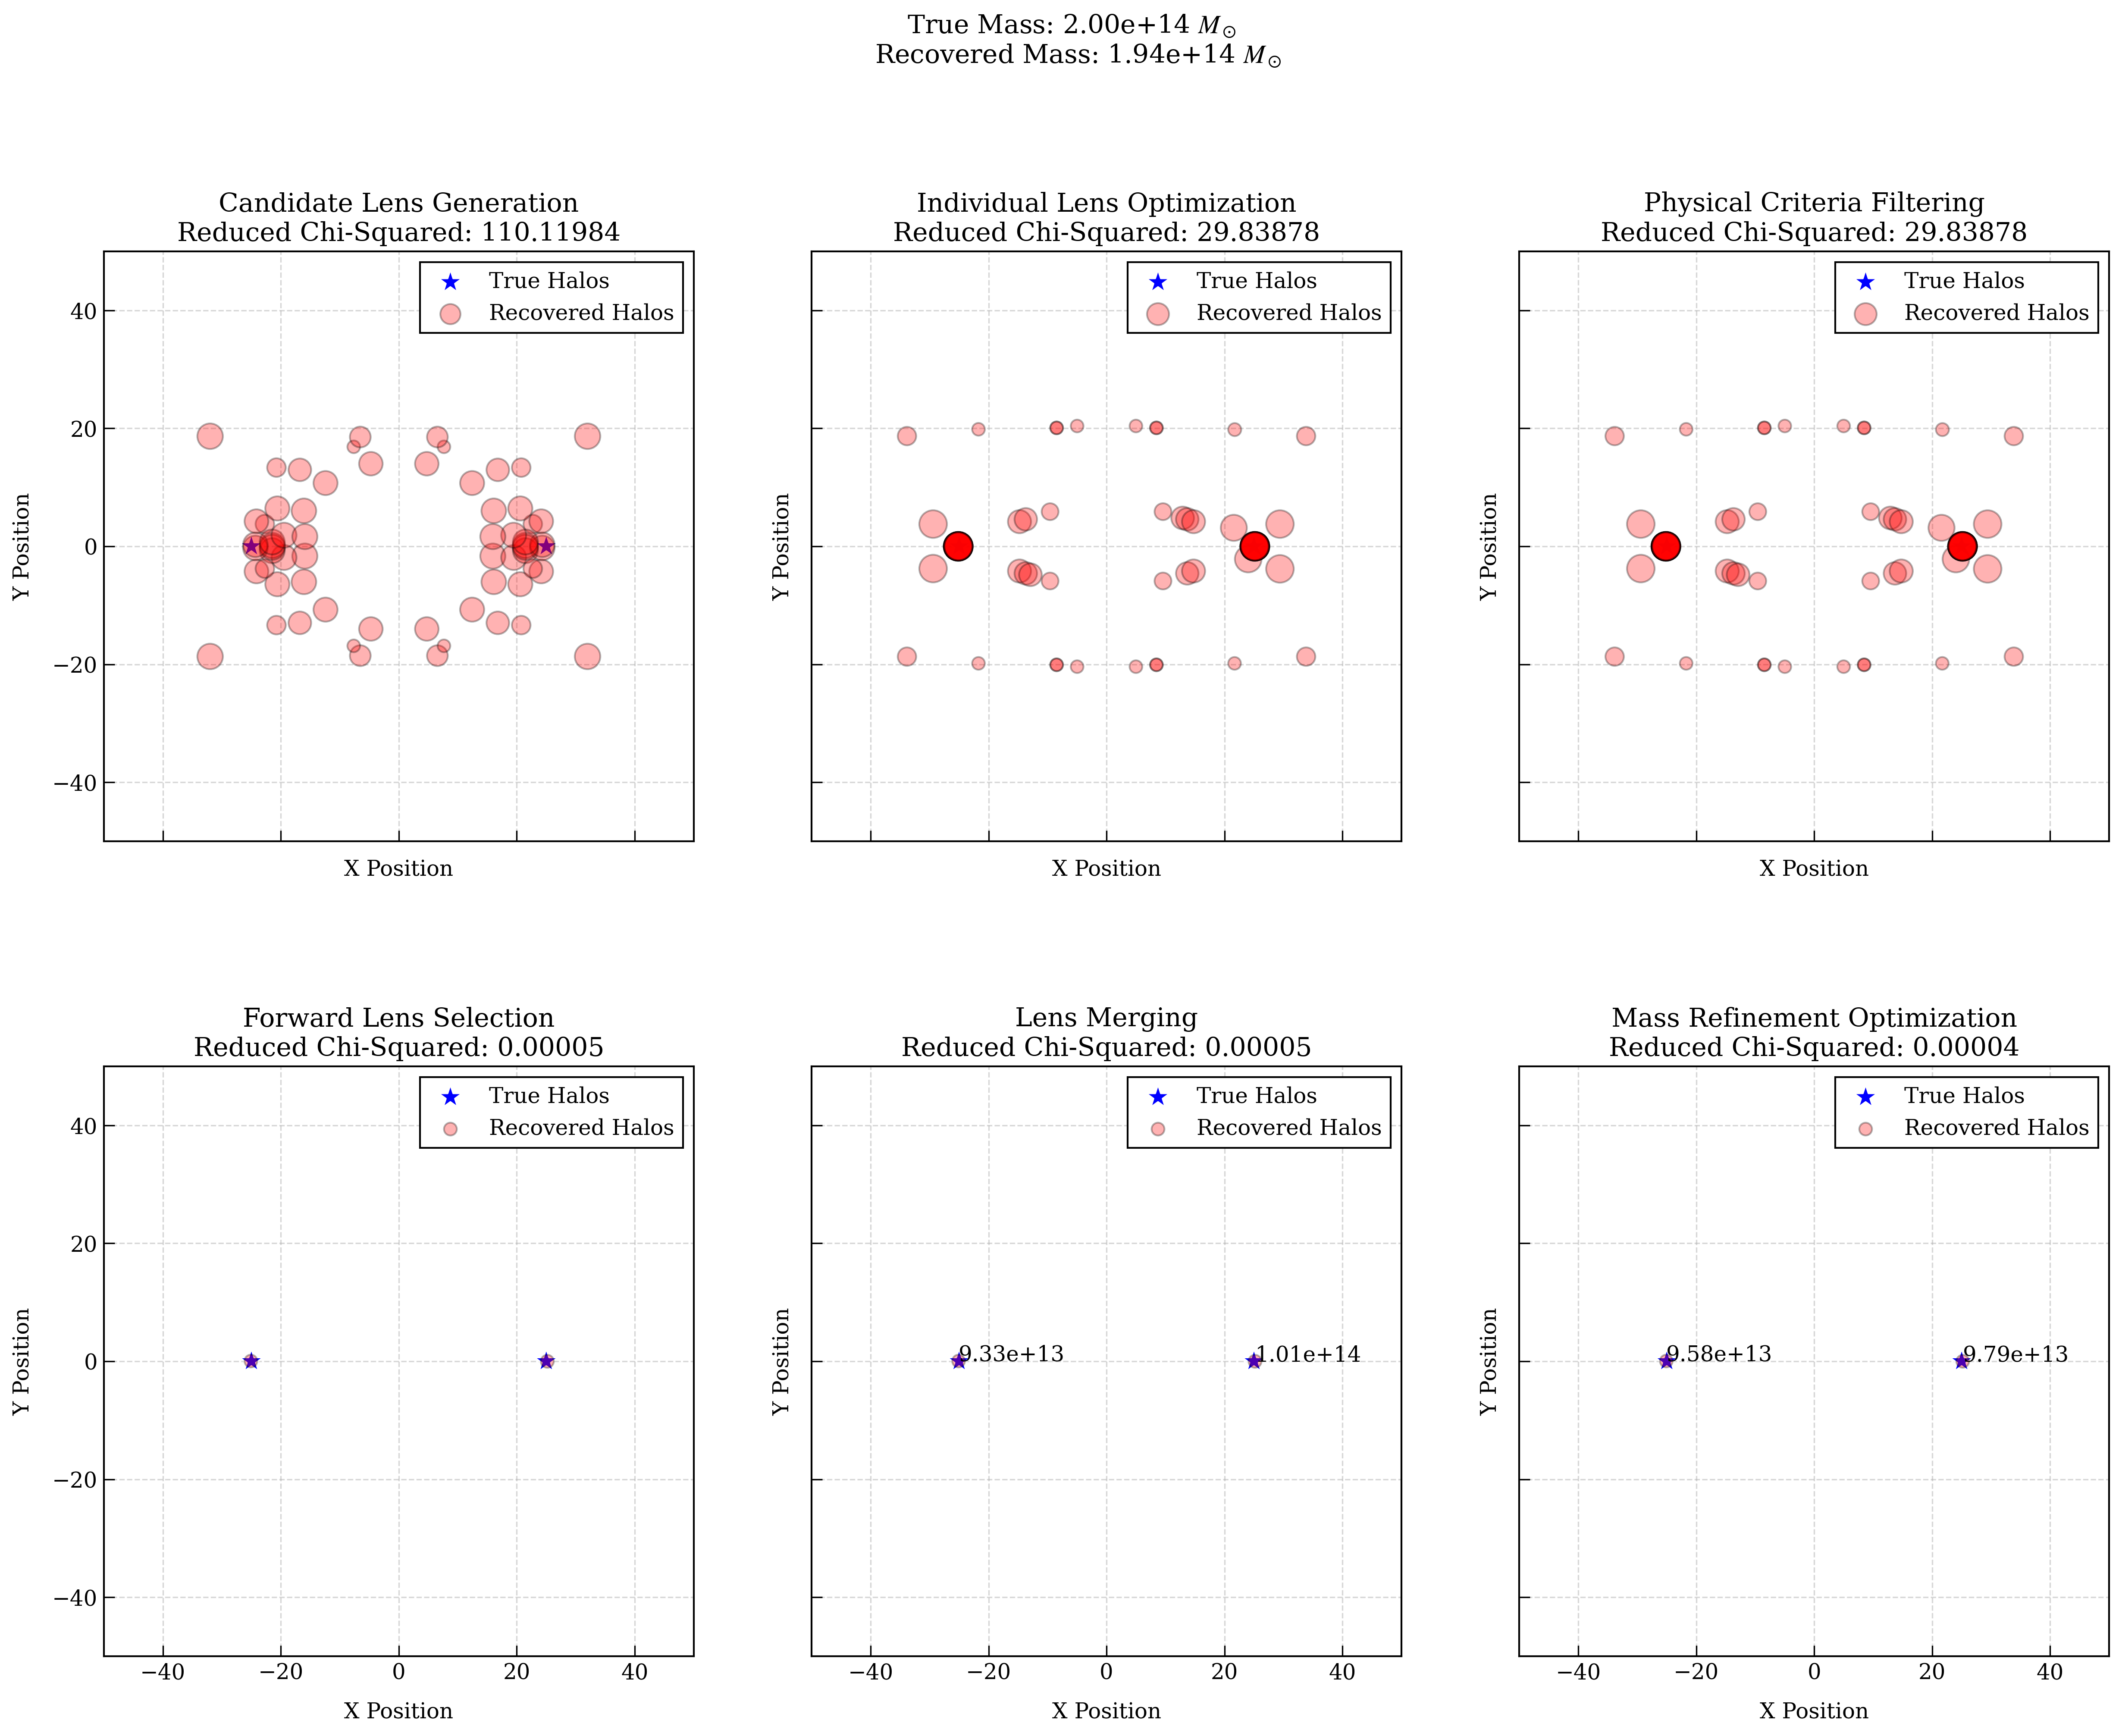 True Mass: 2.00e+14 M⊙
Recovered Mass: 1.94e+14 M⊙
Candidate Lens Generation
Reduced Chi-Squared: 110.11984
True Halos
Recovered Halos
40
20
0
−20
−40
Y Position
X Position
Individual Lens Optimization
Reduced Chi-Squared: 29.83878
True Halos
Recovered Halos
Y Position
X Position
Physical Criteria Filtering
Reduced Chi-Squared: 29.83878
True Halos
Recovered Halos
Y Position
X Position
Forward Lens Selection
Reduced Chi-Squared: 0.00005
True Halos
Recovered Halos
40
20
0
−20
−40
Y Position
−40 −20 0 20 40
X Position
Lens Merging
Reduced Chi-Squared: 0.00005
True Halos
Recovered Halos
9.33e+13
1.01e+14
Y Position
−40 −20 0 20 40
X Position
Mass Refinement Optimization
Reduced Chi-Squared: 0.00004
True Halos
Recovered Halos
9.58e+13
9.79e+13
Y Position
−40 −20 0 20 40
X Position